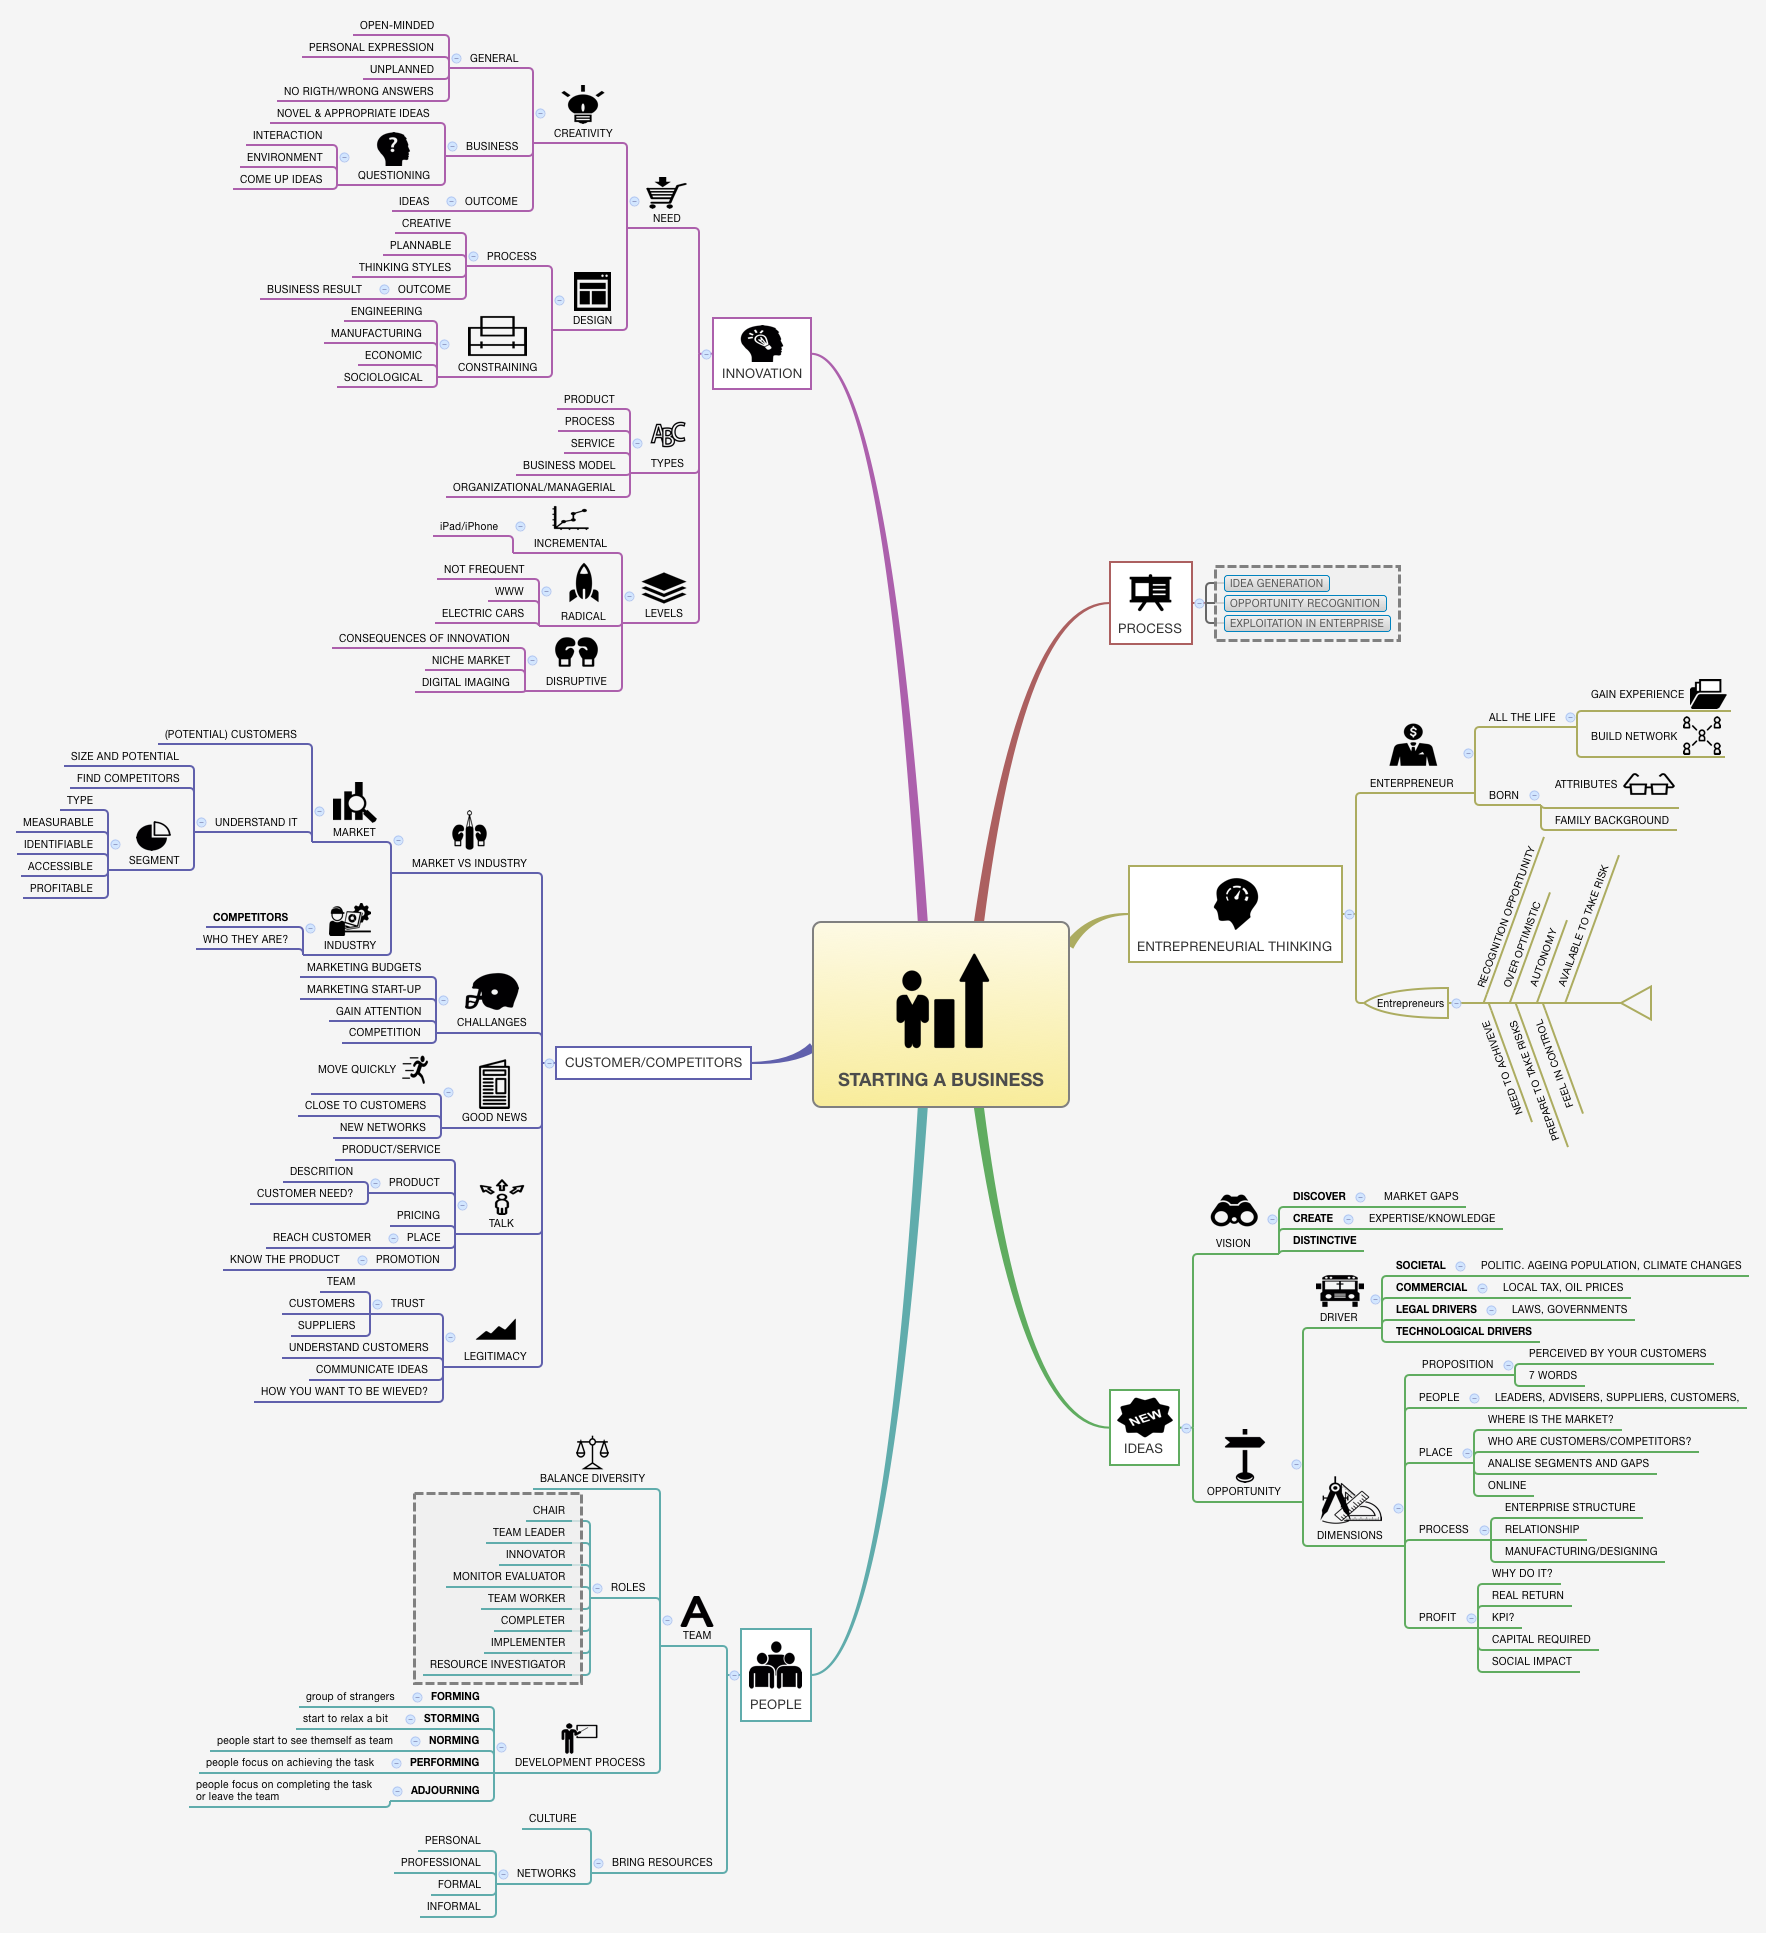 OPEN-MINDED
PERSONAL EXPRESSION
UNPLANNED
NO RIGTH/WRONG ANSWERS
GENERAL
NOVEL & APPROPRIATE IDEAS
INTERACTION
ENVIRONMENT
COME UP IDEAS
?
QUESTIONING
BUSINESS
IDEAS
OUTCOME
CREATIVITY
CREATIVE
PLANNABLE
THINKING STYLES
BUSINESS RESULT
OUTCOME
PROCESS
ENGINEERING
MANUFACTURING
ECONOMIC
SOCIOLOGICAL
CONSTRAINING
DESIGN
NEED
PRODUCT
PROCESS
SERVICE
BUSINESS MODEL
ORGANIZATIONAL/MANAGERIAL
ABC
TYPES
iPad/iPhone
INCREMENTAL
NOT FREQUENT
WWW
ELECTRIC CARS
RADICAL
CONSEQUENCES OF INNOVATION
NICHE MARKET
DIGITAL IMAGING
DISRUPTIVE
LEVELS
INNOVATION
(POTENTIAL) CUSTOMERS
SIZE AND POTENTIAL
FIND COMPETITORS
TYPE
MEASURABLE
IDENTIFIABLE
ACCESSIBLE
PROFITABLE
SEGMENT
UNDERSTAND IT
MARKET
COMPETITORS
WHO THEY ARE?
INDUSTRY
MARKET VS INDUSTRY
MARKETING BUDGETS
MARKETING START-UP
GAIN ATTENTION
COMPETITION
CHALLANGES
MOVE QUICKLY
CLOSE TO CUSTOMERS
NEW NETWORKS
GOOD NEWS
PRODUCT/SERVICE
DESCRITION
CUSTOMER NEED?
PRODUCT
PRICING
REACH CUSTOMER
PLACE
KNOW THE PRODUCT
PROMOTION
TALK
TEAM
CUSTOMERS
SUPPLIERS
TRUST
UNDERSTAND CUSTOMERS
COMMUNICATE IDEAS
HOW YOU WANT TO BE WIEVED?
LEGITIMACY
CUSTOMER/COMPETITORS
BALANCE DIVERSITY
CHAIR
TEAM LEADER
INNOVATOR
MONITOR EVALUATOR
TEAM WORKER
COMPLETER
IMPLEMENTER
RESOURCE INVESTIGATOR
ROLES
group of strangers
FORMING
start to relax a bit
STORMING
people start to see themself as team
NORMING
people focus on achieving the task
PERFORMING
people focus on completing the task
or leave the team
ADJOURNING
DEVELOPMENT PROCESS
A
TEAM
CULTURE
PERSONAL
PROFESSIONAL
FORMAL
INFORMAL
NETWORKS
BRING RESOURCES
PEOPLE
STARTING A BUSINESS
PROCESS
IDEA GENERATION
OPPORTUNITY RECOGNITION
EXPLOITATION IN ENTERPRISE
ENTREPRENEURIAL THINKING
$
ENTERPRENEUR
ALL THE LIFE
GAIN EXPERIENCE
BUILD NETWORK
BORN
ATTRIBUTES
FAMILY BACKGROUND
Entrepreneurs
RECOGNITION OPPORTUNITY
OVER OPTIMISTIC
AUTONOMY
AVAILABLE TO TAKE RISK
NEED TO ACHIVEVE
PREPARE TO TAKE RISKS
FEEL IN CONTROL
NEW
IDEAS
VISION
DISCOVER
MARKET GAPS
CREATE
EXPERTISE/KNOWLEDGE
DISTINCTIVE
OPPORTUNITY
DRIVER
SOCIETAL
POLITIC. AGEING POPULATION, CLIMATE CHANGES
COMMERCIAL
LOCAL TAX, OIL PRICES
LEGAL DRIVERS
LAWS, GOVERNMENTS
TECHNOLOGICAL DRIVERS
DIMENSIONS
PROPOSITION
PERCEIVED BY YOUR CUSTOMERS
7 WORDS
PEOPLE
LEADERS, ADVISERS, SUPPLIERS, CUSTOMERS,
PLACE
WHERE IS THE MARKET?
WHO ARE CUSTOMERS/COMPETITORS?
ANALISE SEGMENTS AND GAPS
ONLINE
PROCESS
ENTERPRISE STRUCTURE
RELATIONSHIP
MANUFACTURING/DESIGNING
PROFIT
WHY DO IT?
REAL RETURN
KPI?
CAPITAL REQUIRED
SOCIAL IMPACT